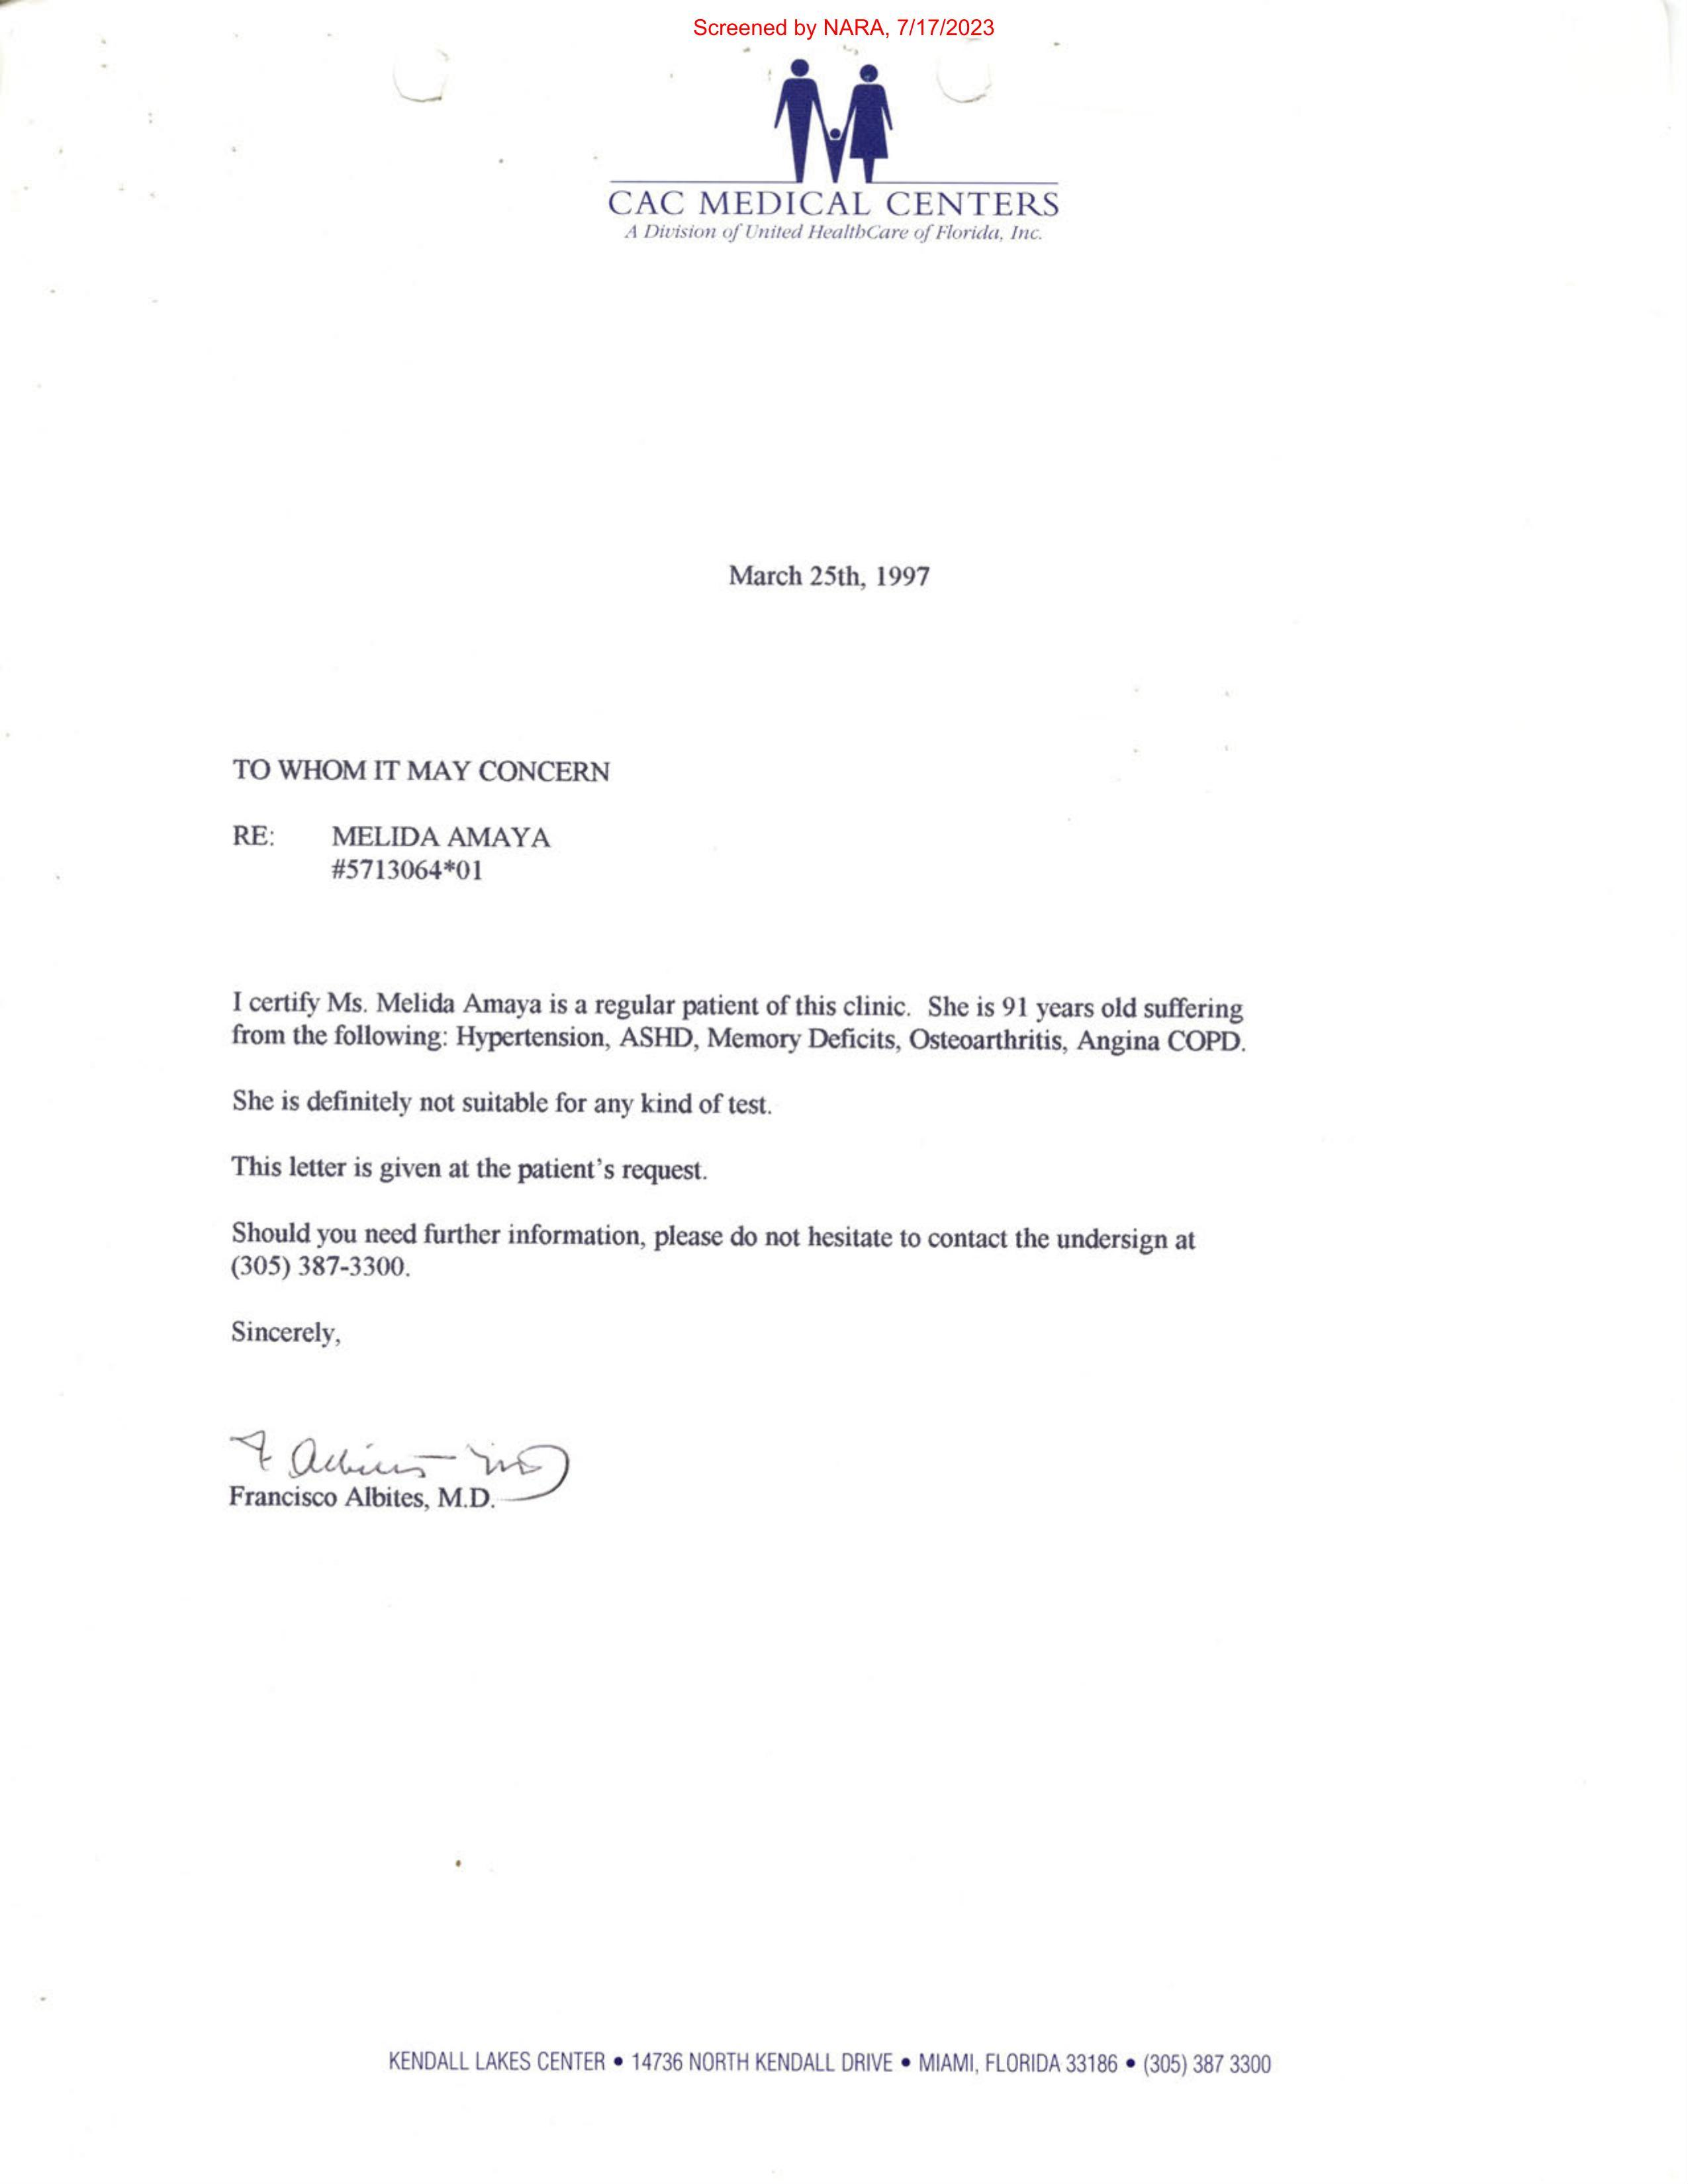 Screened by NARA, 7/17/2023
CAC MEDICAL CENTERS
A Division of United HealthCare of Florida, Inc.
March 25th, 1997
TO WHOM IT MAY CONCERN
RE: MELIDA AMAYA
#5713064*01
I certify Ms. Melida Amaya is a regular patient of this clinic. She is 91 years old suffering
from the following: Hypertension, ASHD, Memory Deficits, Osteoarthritis, Angina COPD.
She is definitely not suitable for any kind of test.
This letter is given at the patient's request.
Should you need further information, please do not hesitate to contact the undersign at
(305) 387-3300.
Sincerely,
Francisco Albites, M.D.
KENDALL LAKES CENTER • 14736 NORTH KENDALL DRIVE • MIAMI, FLORIDA 33186 • (305) 387 3300